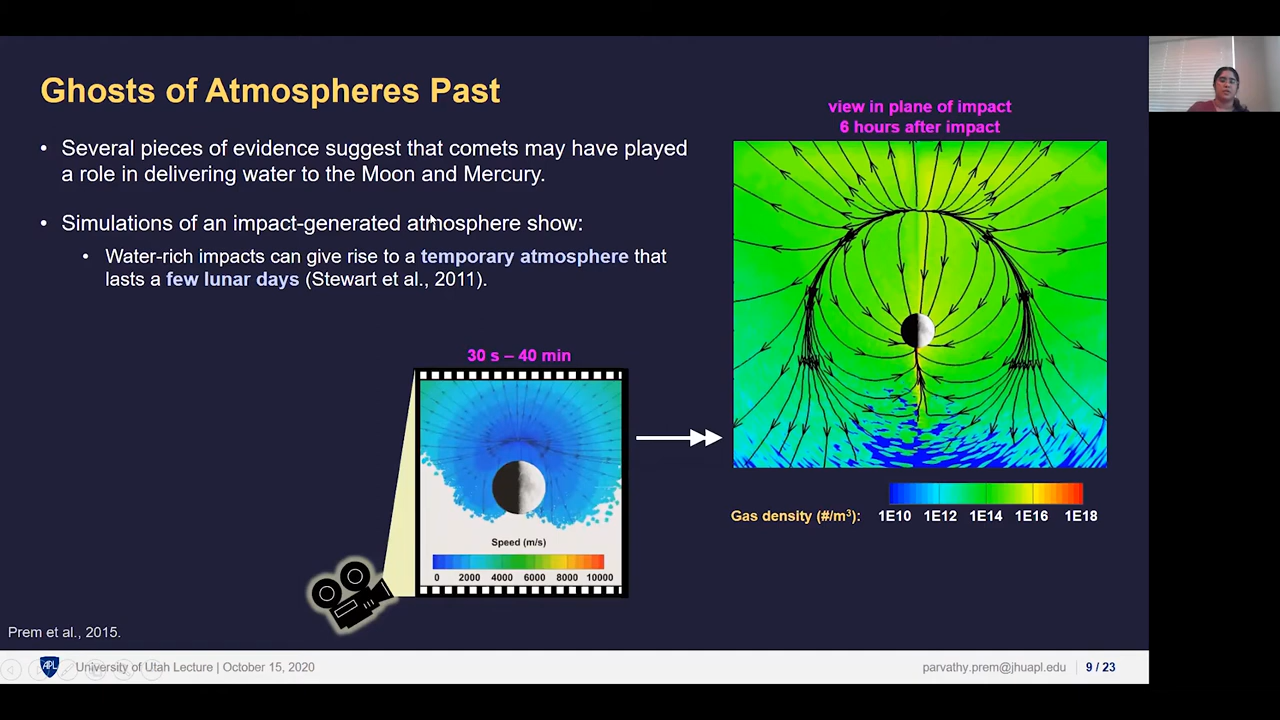 Ghosts of Atmospheres Past
• Several pieces of evidence suggest that comets may have played
a role in delivering water to the Moon and Mercury.
• Simulations of an impact-generated atmosphere show:
• Water-rich impacts can give rise to a temporary atmosphere that
lasts a few lunar days (Stewart et al., 2011).
30 s – 40 min
Speed (m/s)
0 2000 4000 6000 8000 10000
view in plane of impact
6 hours after impact
Gas density (#/m³): 1E10 1E12 1E14 1E16 1E18
Prem et al., 2015.
APL
University of Utah Lecture | October 15, 2020
parvathy.prem@jhuapl.edu | 9 / 23